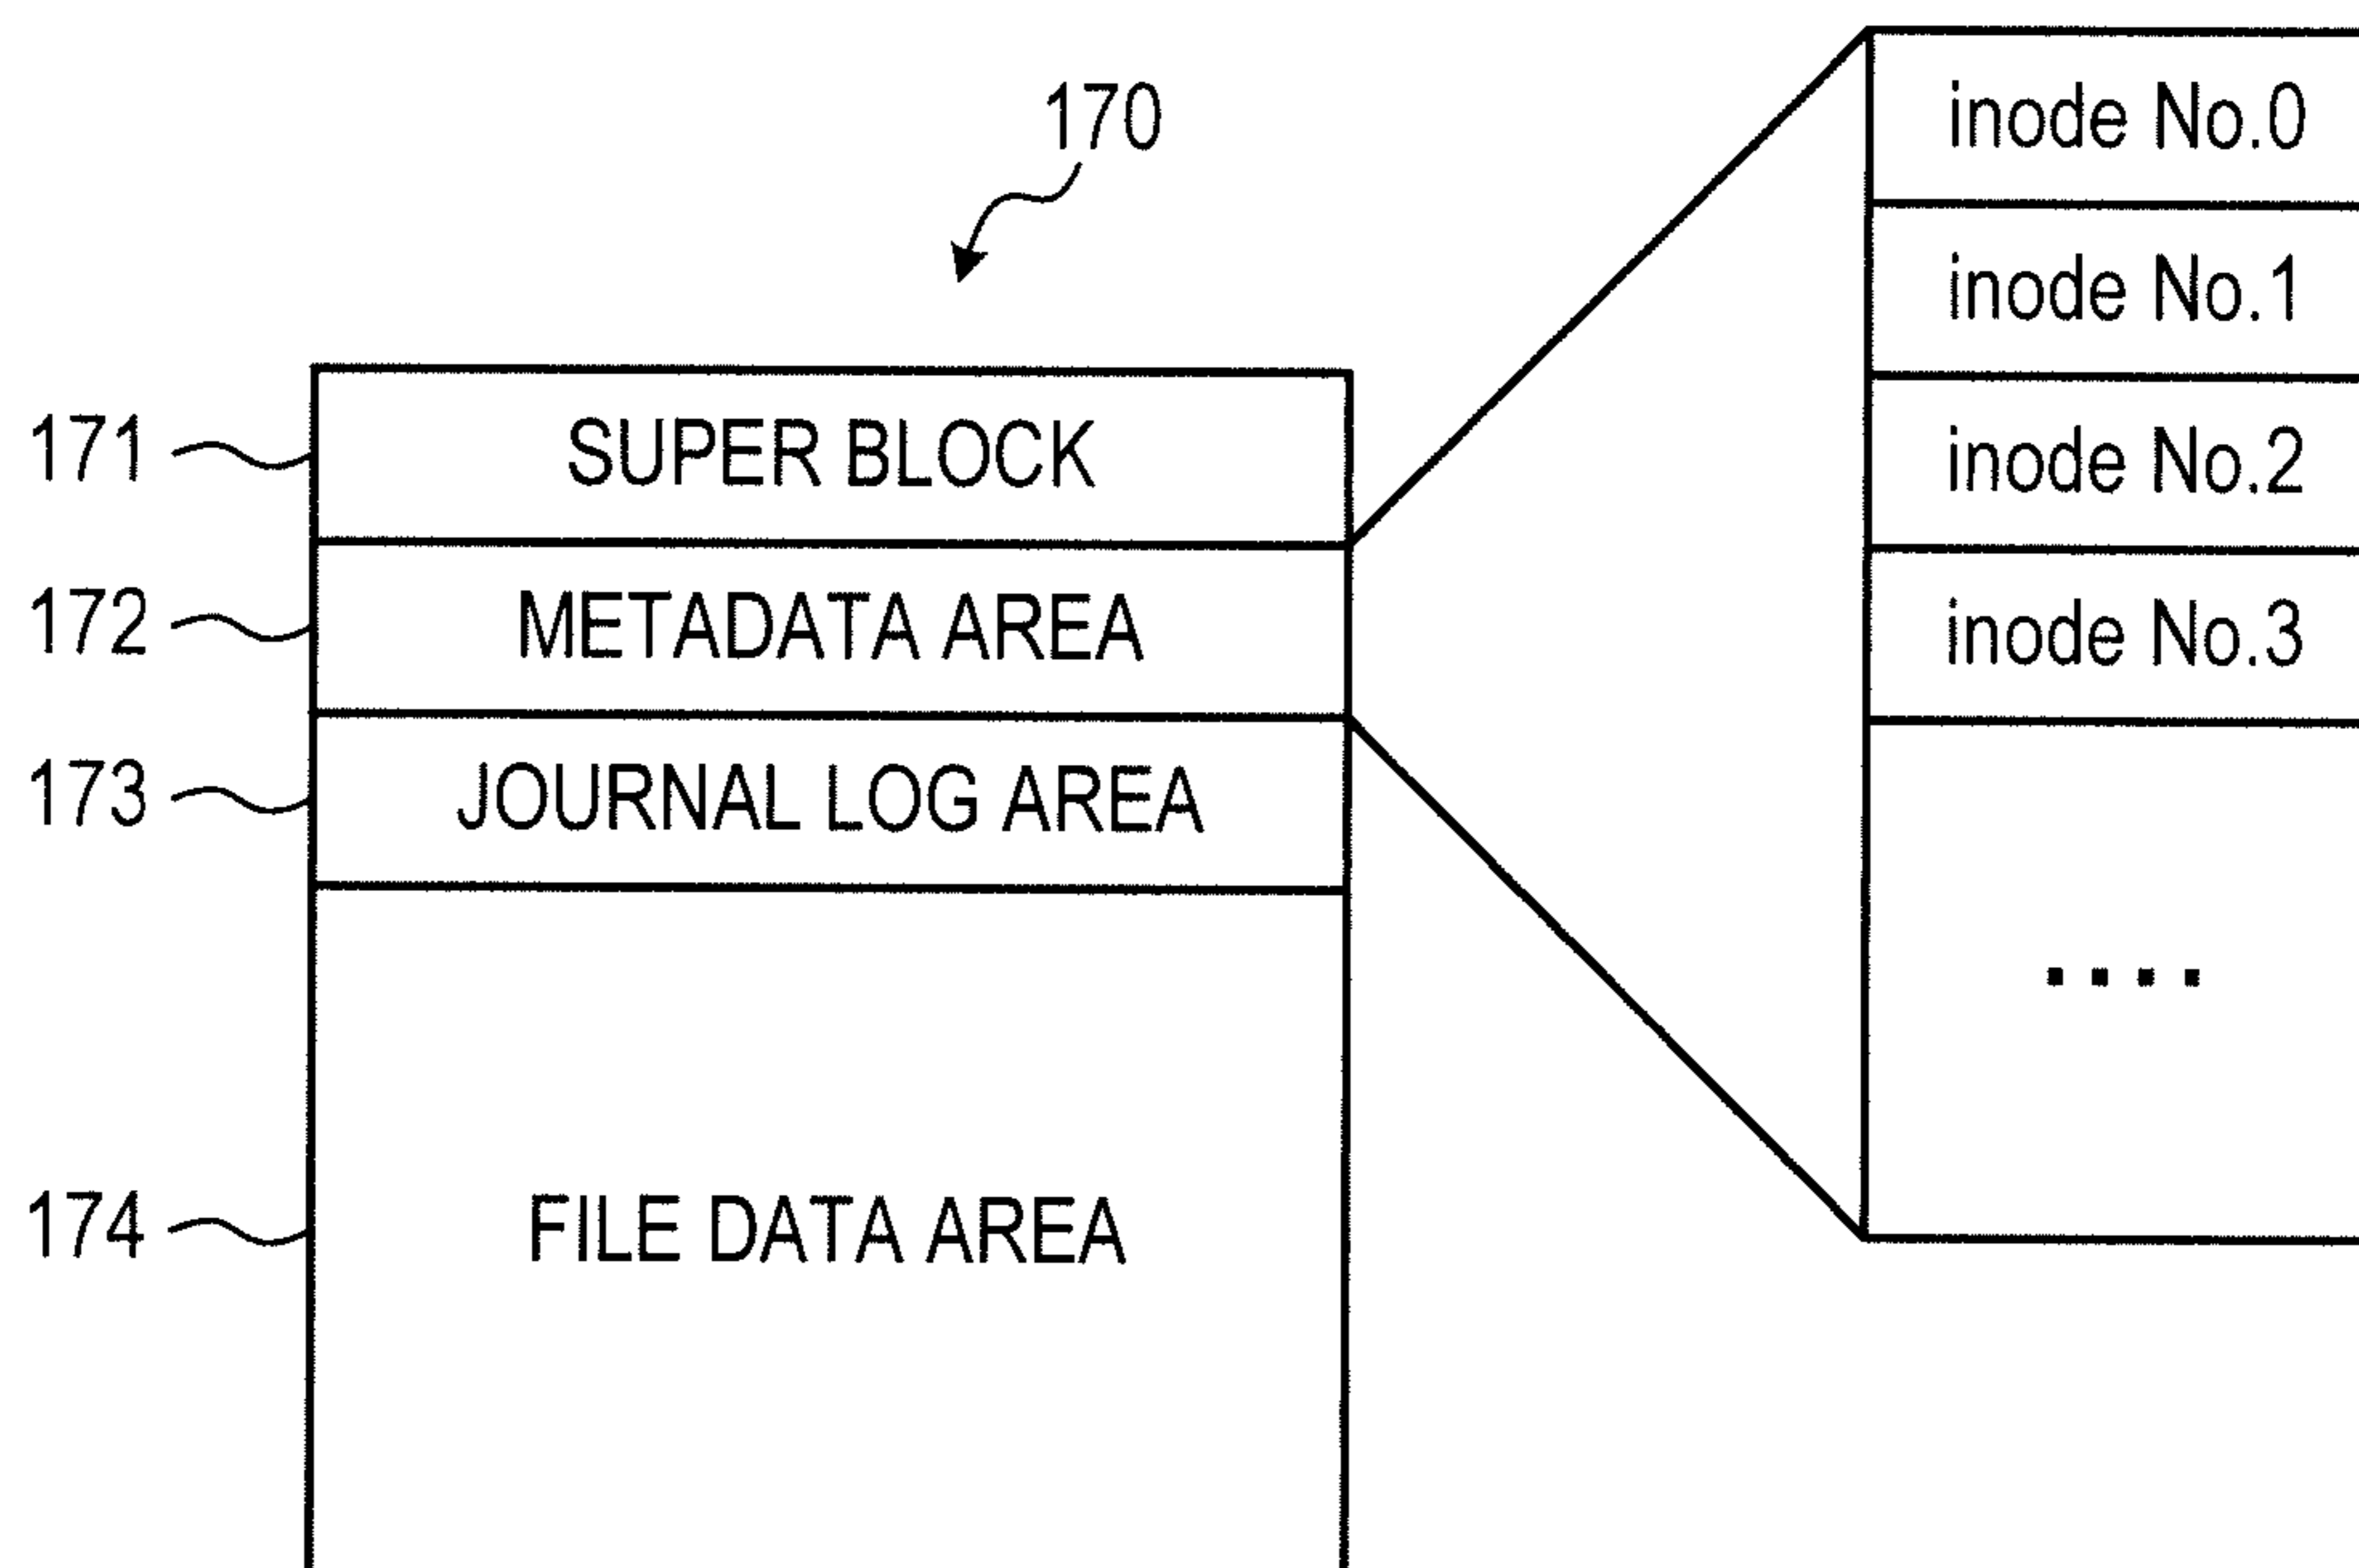 170
171 SUPER BLOCK
172 METADATA AREA
173 JOURNAL LOG AREA
174 FILE DATA AREA
inode No.0
inode No.1
inode No.2
inode No.3
....